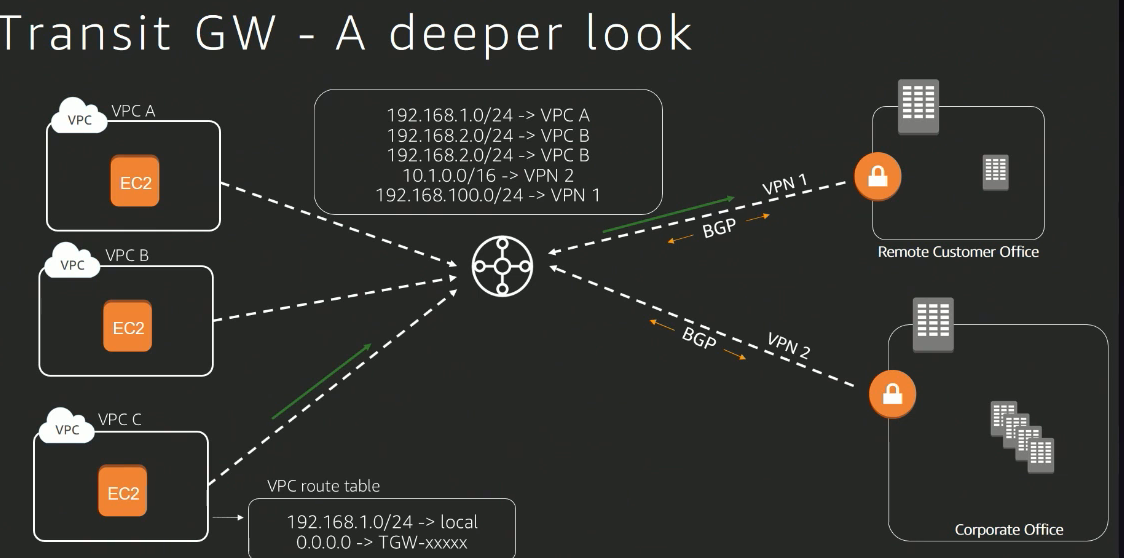 Transit GW - A deeper look
VPC
VPC A
EC2
192.168.1.0/24 -> VPC A
192.168.2.0/24 -> VPC B
192.168.2.0/24 -> VPC B
10.1.0.0/16 -> VPN 2
192.168.100.0/24 -> VPN 1
VPN 1
BGP
Remote Customer Office
VPC
VPC B
EC2
BGP
VPN 2
VPC
VPC C
EC2
VPC route table
192.168.1.0/24 -> local
0.0.0.0 -> TGW-xxxxx
Corporate Office